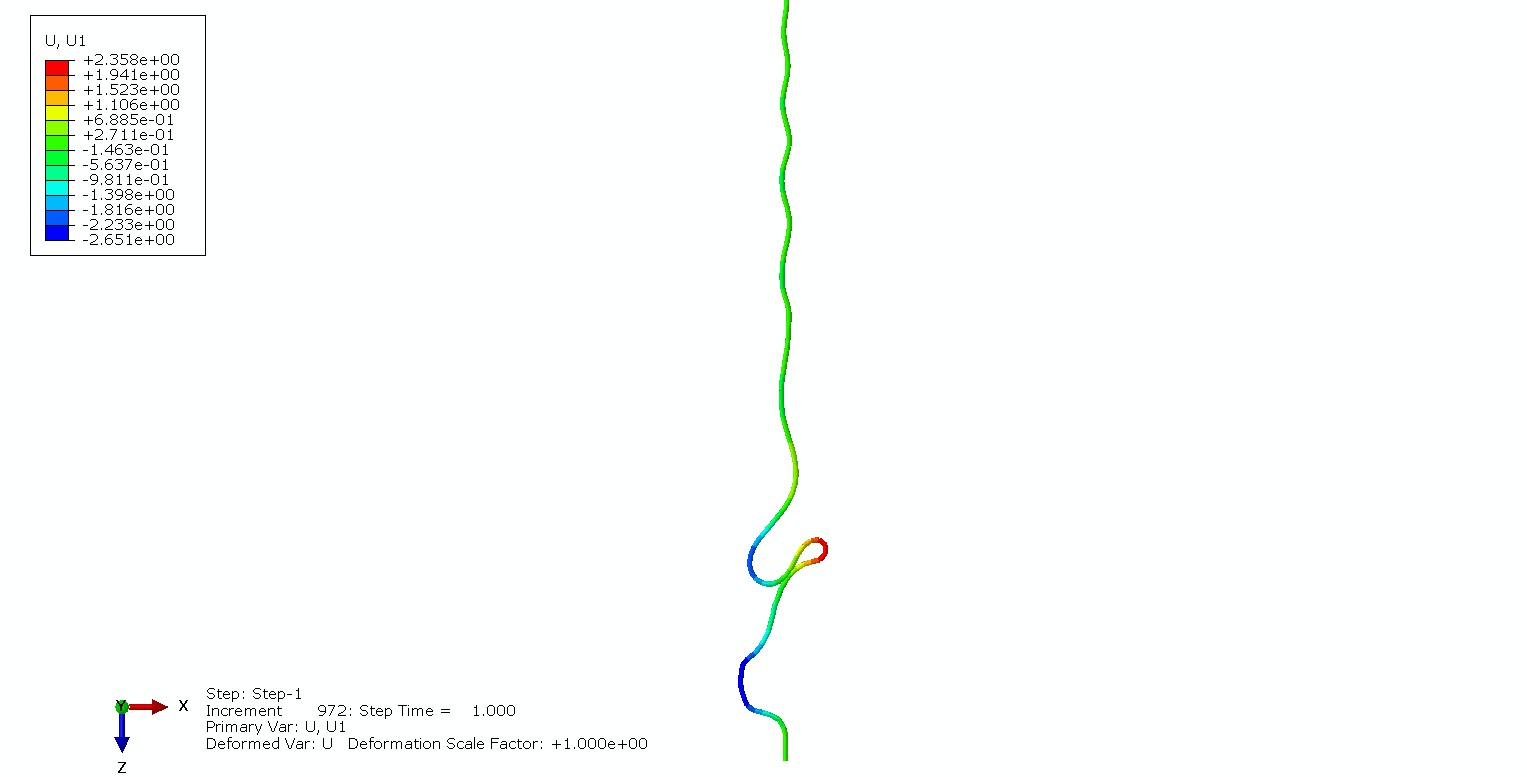 U, U1
+2.358e+00
+1.941e+00
+1.523e+00
+1.106e+00
+6.885e-01
+2.711e-01
-1.463e-01
-5.637e-01
-9.811e-01
-1.398e+00
-1.816e+00
-2.233e+00
-2.651e+00
Y
X
Z
Step: Step-1
Increment 972: Step Time = 1.000
Primary Var: U, U1
Deformed Var: U Deformation Scale Factor: +1.000e+00